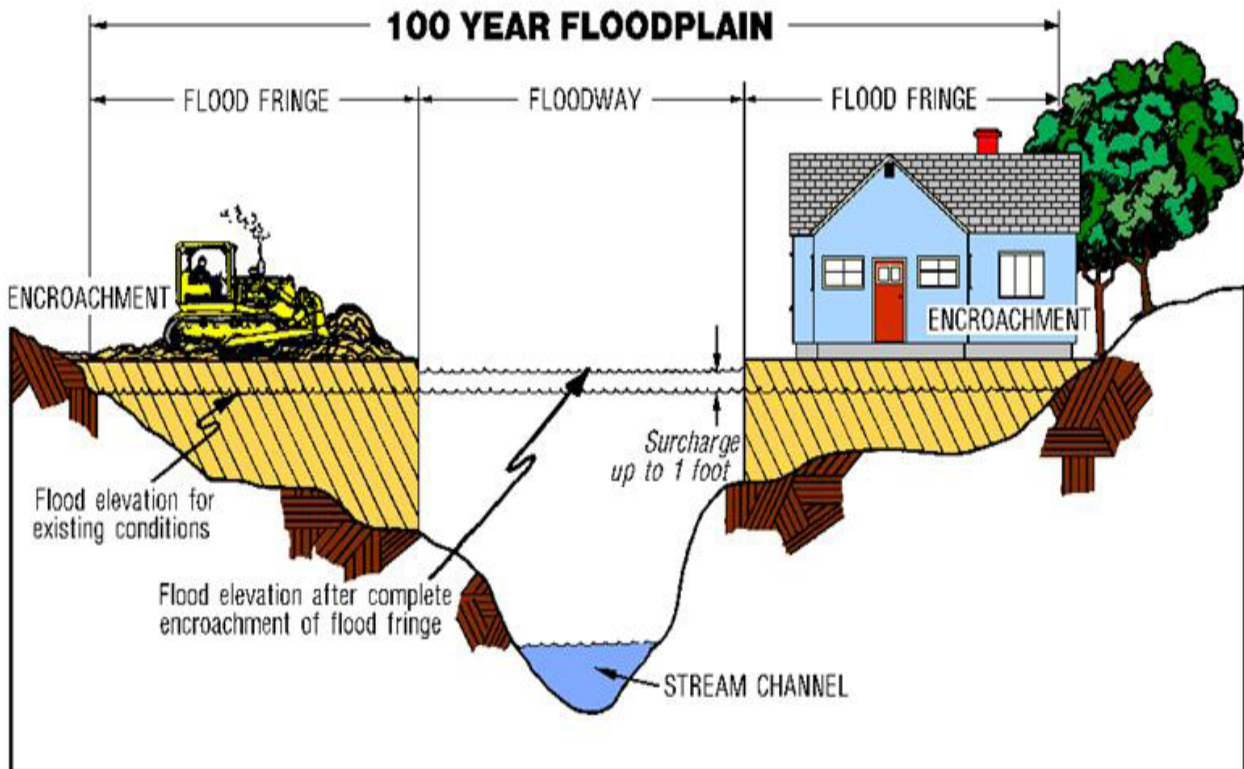 100 YEAR FLOODPLAIN
FLOOD FRINGE
FLOODWAY
FLOOD FRINGE
ENCROACHMENT
ENCROACHMENT
Surcharge
up to 1 foot
Flood elevation for
existing conditions
Flood elevation after complete
encroachment of flood fringe
STREAM CHANNEL